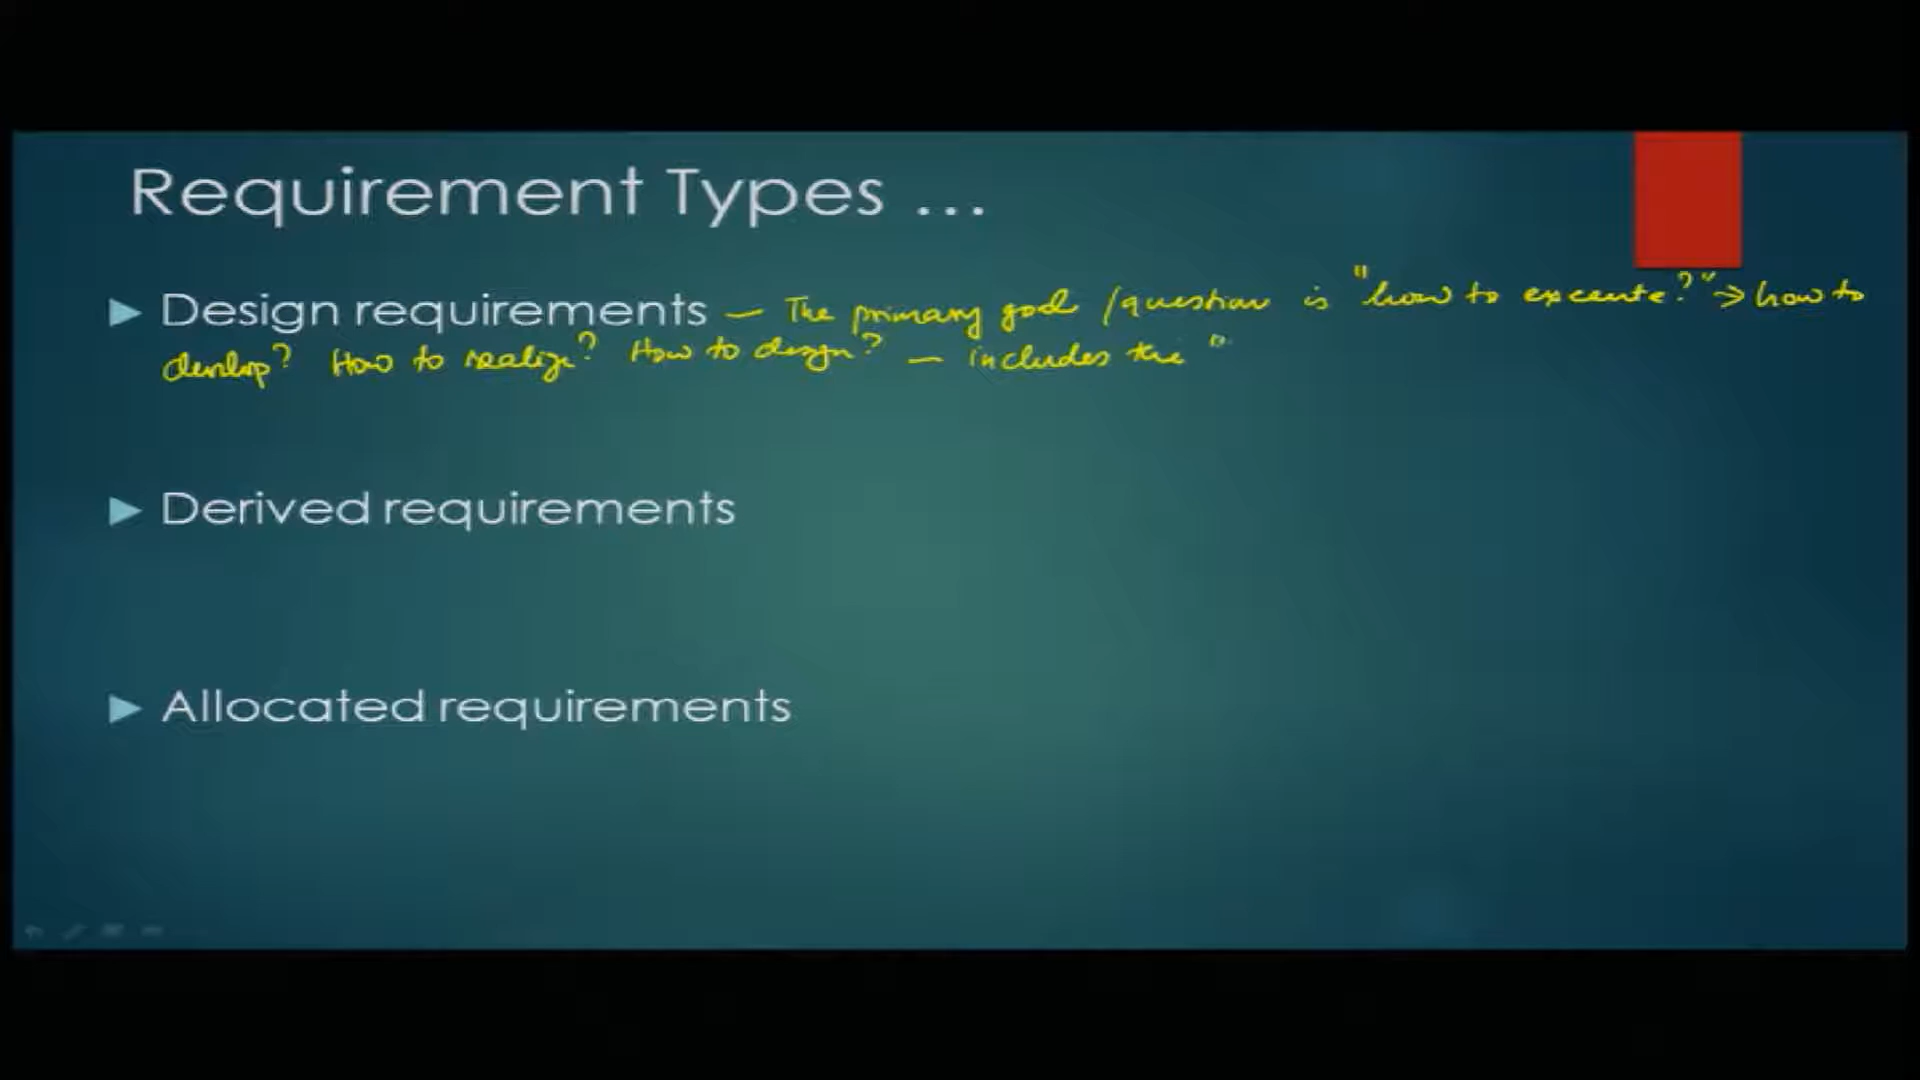 Requirement Types ...
Design requirements — The primary goal / question is "how to execute?" → how to
develop? How to realize? How to design? — includes the "
Derived requirements
Allocated requirements